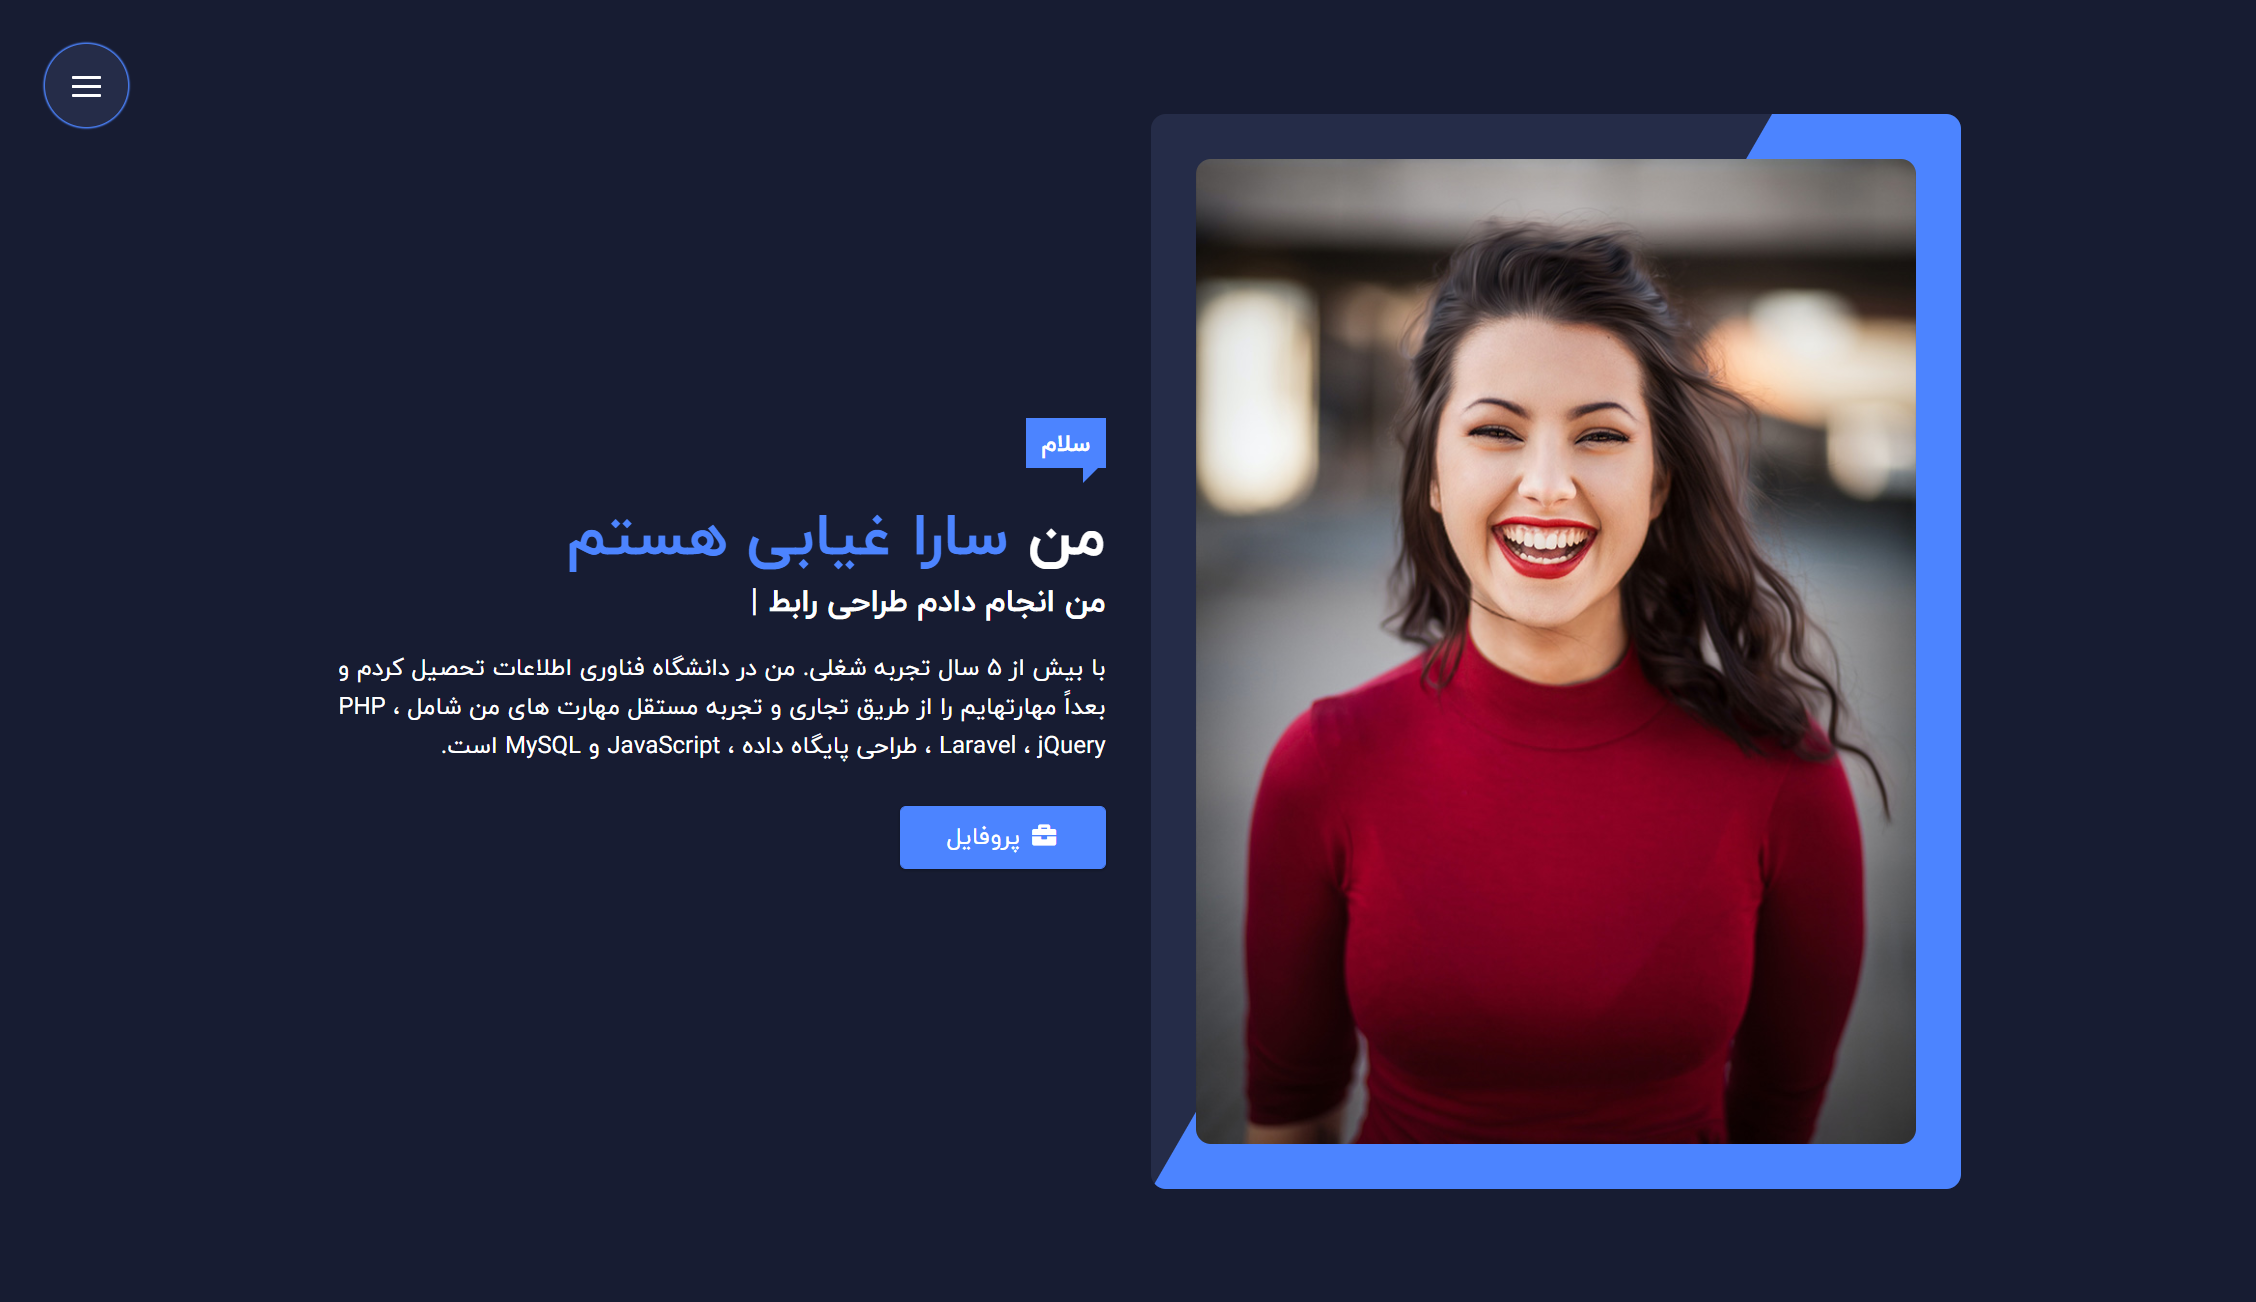 سلام
من سارا غیابی هستم
من انجام دادم طراحی رابط |
با بیش از ۵ سال تجربه شغلی. من در دانشگاه فناوری اطلاعات تحصیل کردم و
بعداً مهارتهایم را از طریق تجاری و تجربه مستقل مهارت های من شامل PHP ،
jQuery ، Laravel ، طراحی پایگاه داده ، JavaScript و MySQL است.
پروفایل